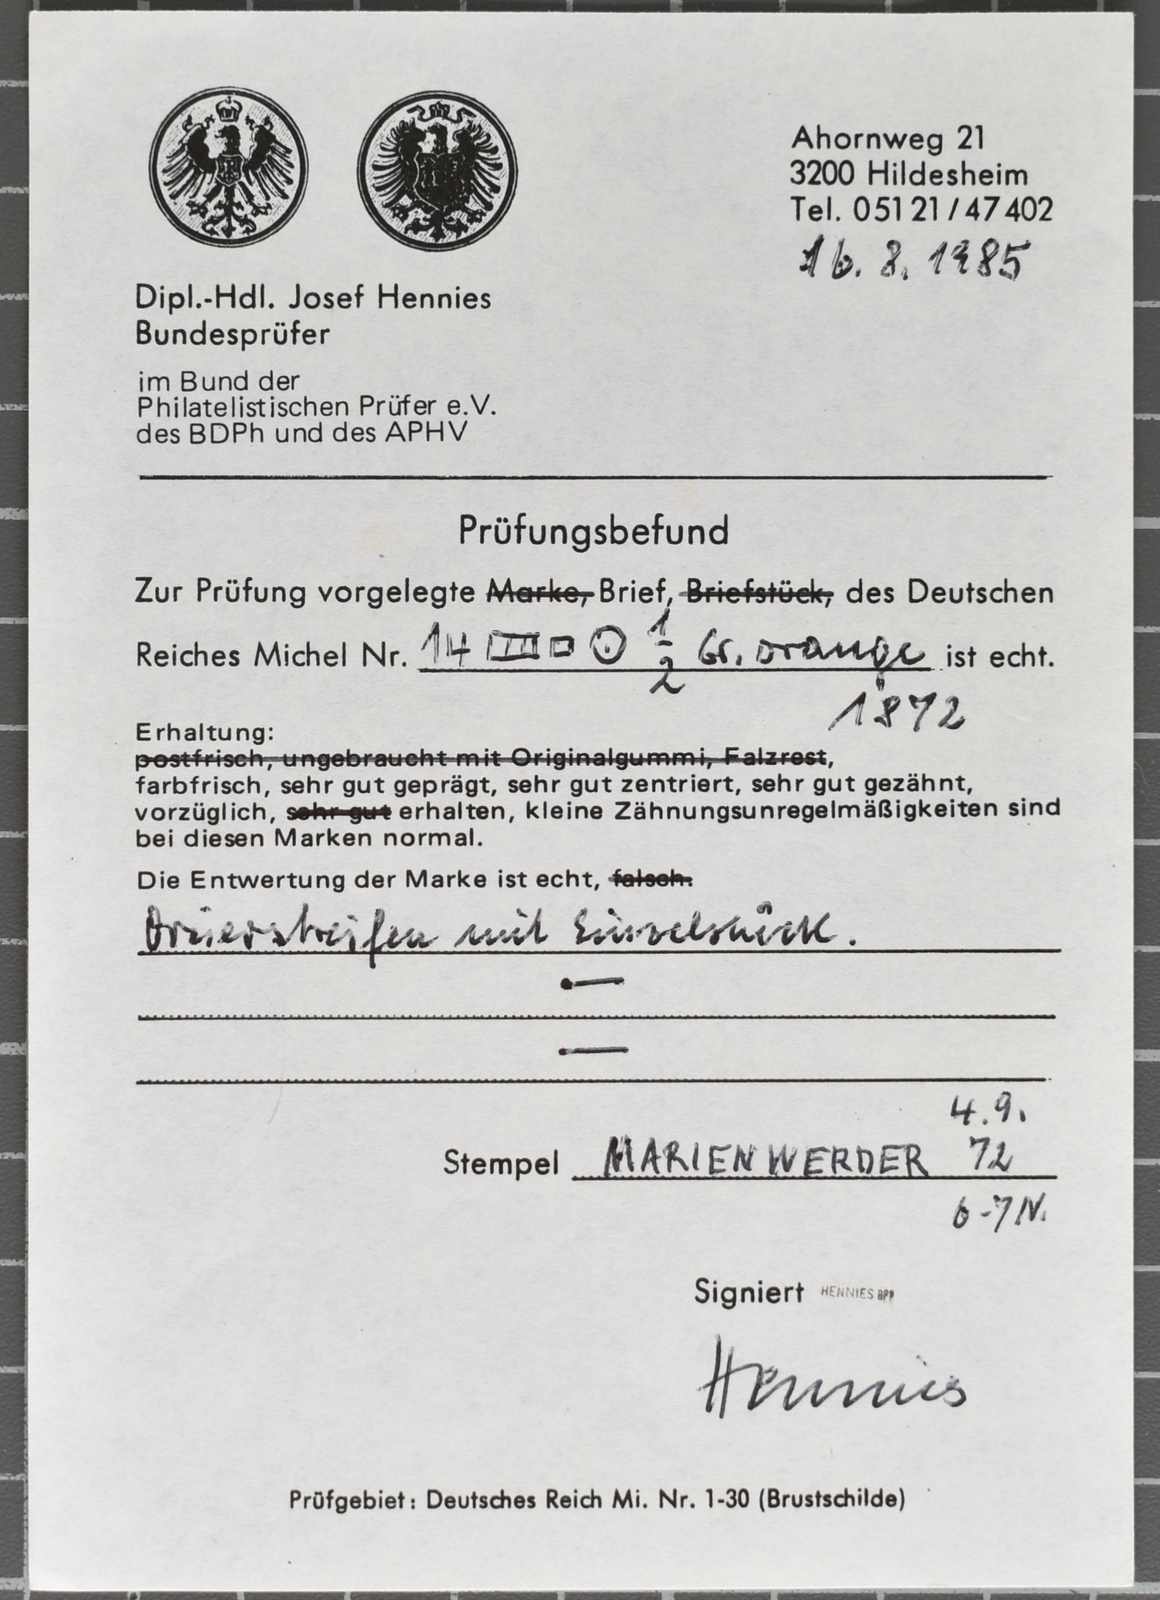 Ahornweg 21
3200 Hildesheim
Tel. 05121/47402
16. 8. 1985
Dipl.-Hdl. Josef Hennies
Bundesprüfer
im Bund der
Philatelistischen Prüfer e.V.
des BDPh und des APHV
Prüfungsbefund
Zur Prüfung vorgelegte Marke, Brief, Briefstück, des Deutschen
Reiches Michel Nr. 14 1/2 Gr. orange ist echt.
1872
Erhaltung:
postfrisch, ungebraucht mit Originalgummi, Falzrest,
farbfrisch, sehr gut geprägt, sehr gut zentriert, sehr gut gezähnt,
vorzüglich, sehr gut erhalten, kleine Zähnungsunregelmäßigkeiten sind
bei diesen Marken normal.
Die Entwertung der Marke ist echt, falsch.
Dreierstreifen mit Einzelstück.
4.9.
Stempel MARIENWERDER 72
6-7N.
Signiert HENNIES BPP
Hennies
Prüfgebiet: Deutsches Reich Mi. Nr. 1-30 (Brustschilde)